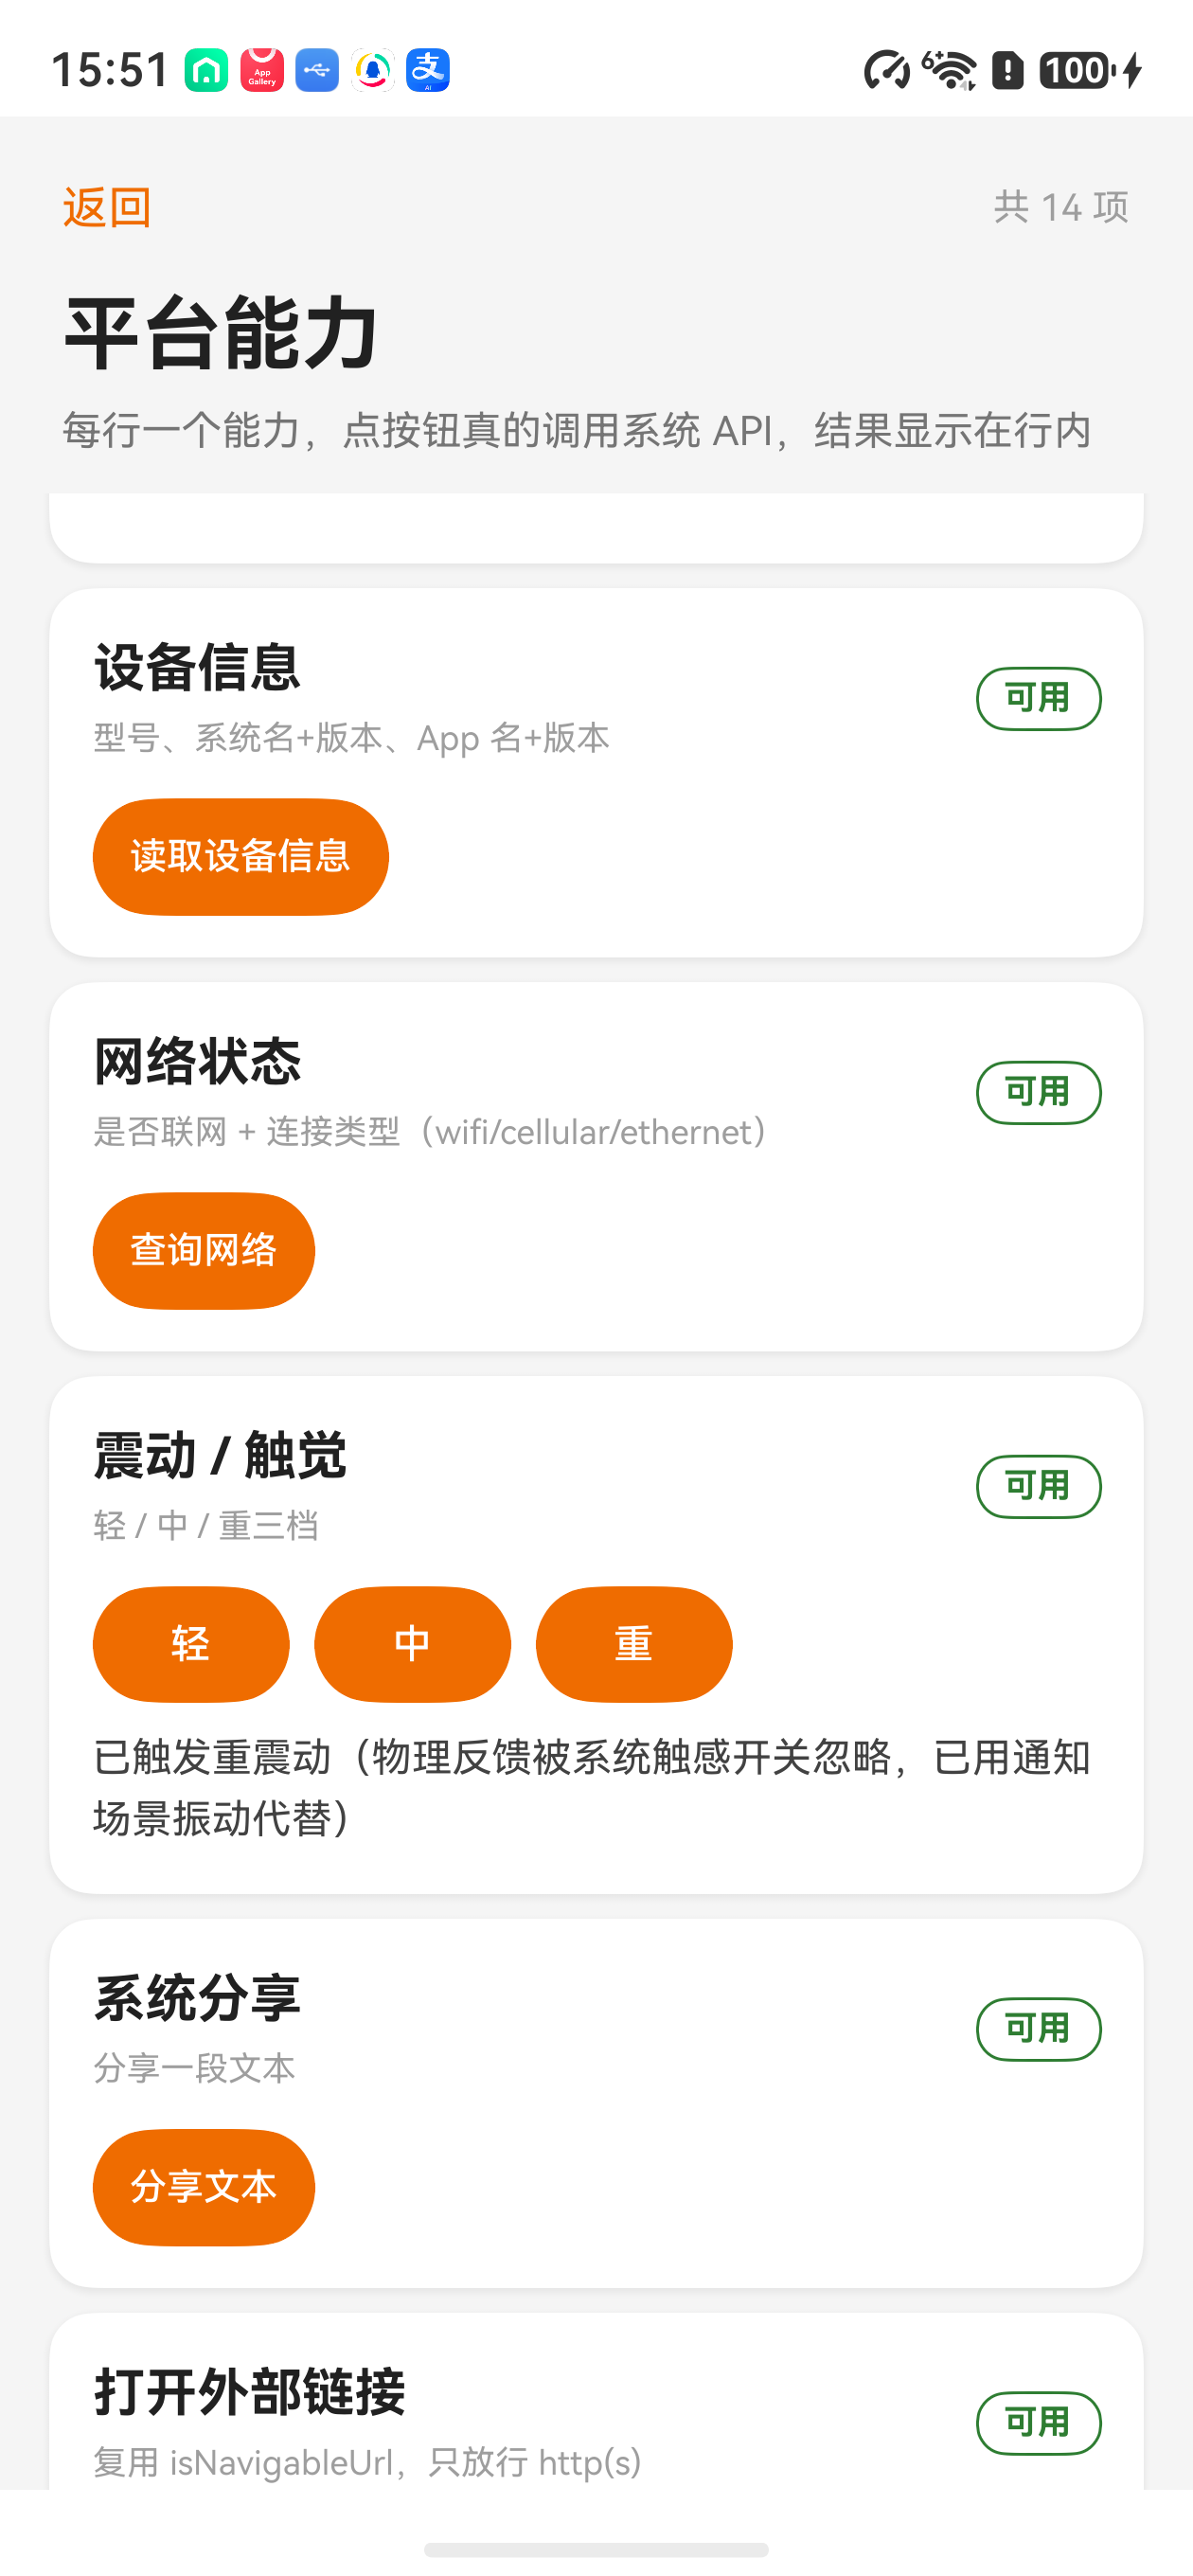 15:51
App
Gallery
支
AI
6+
100
返回
共 14 项
平台能力
每行一个能力，点按钮真的调用系统 API，结果显示在行内
设备信息
可用
型号、系统名+版本、App 名+版本
读取设备信息
网络状态
可用
是否联网 + 连接类型（wifi/cellular/ethernet）
查询网络
震动 / 触觉
可用
轻 / 中 / 重三档
轻
中
重
已触发重震动（物理反馈被系统触感开关忽略，已用通知
场景振动代替）
系统分享
可用
分享一段文本
分享文本
打开外部链接
可用
复用 isNavigableUrl，只放行 http(s)